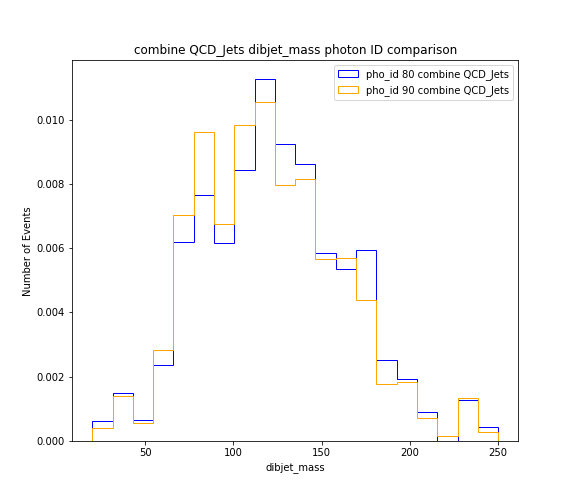 combine QCD_Jets dibjet_mass photon ID comparison
pho_id 80 combine QCD_Jets
pho_id 90 combine QCD_Jets
Number of Events
0.010
0.008
0.006
0.004
0.002
0.000
50
100
150
200
250
dibjet_mass